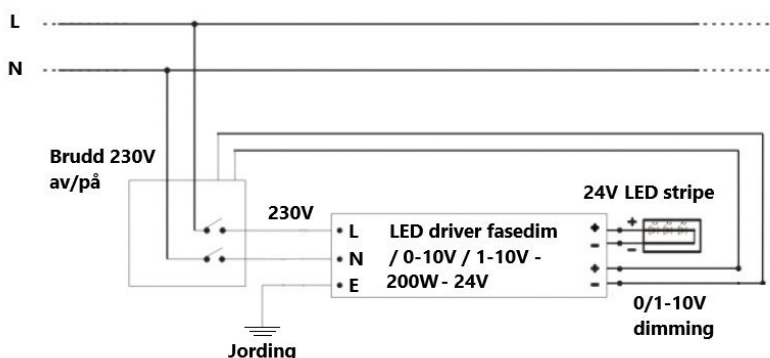 L
N
Brudd 230V
av/på
230V
L
N
E
LED driver fasedim
/ 0-10V / 1-10V -
200W - 24V
+
-
+
-
24V LED stripe
+
-
0/1-10V
dimming
Jording